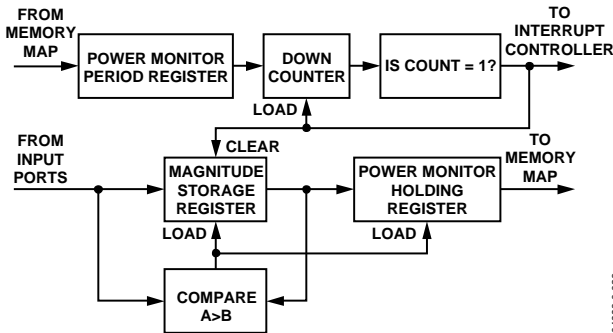 FROM
MEMORY
MAP
POWER MONITOR
PERIOD REGISTER
DOWN
COUNTER
IS COUNT = 1?
TO
INTERRUPT
CONTROLLER
LOAD
CLEAR
FROM
INPUT
PORTS
MAGNITUDE
STORAGE
REGISTER
POWER MONITOR
HOLDING
REGISTER
TO
MEMORY
MAP
LOAD
LOAD
COMPARE
A>B